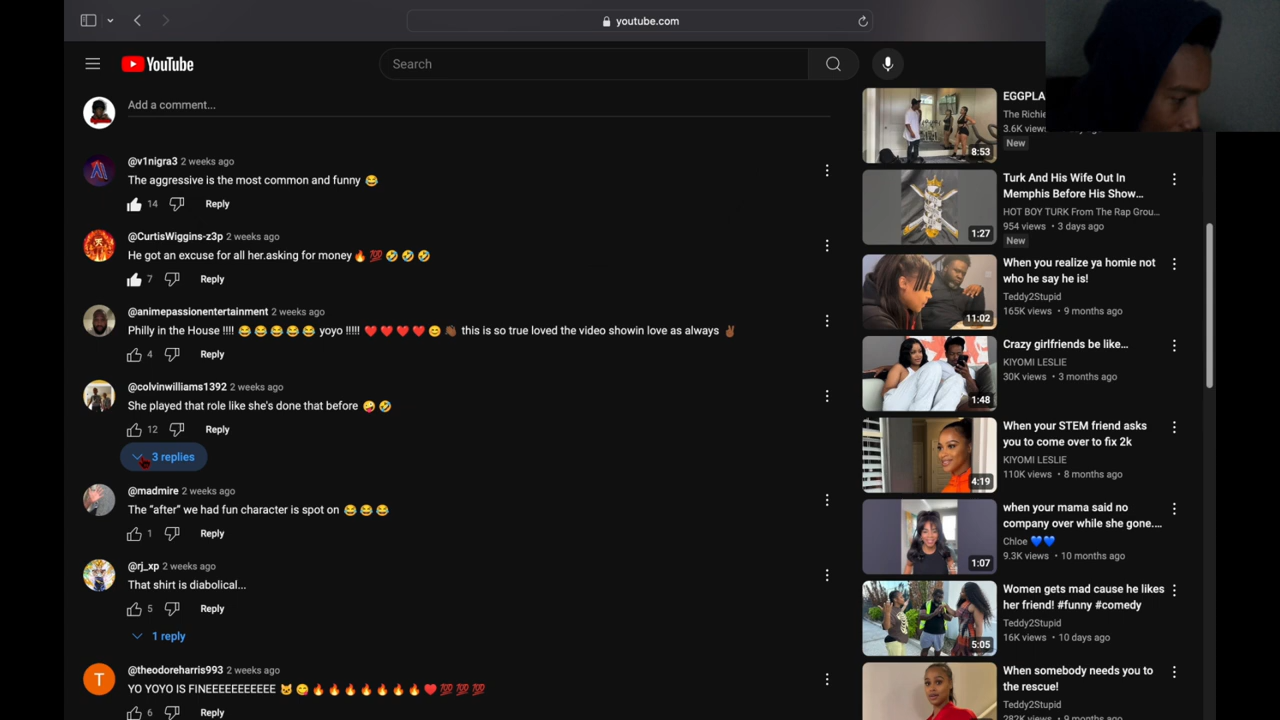 youtube.com
YouTube
Search
Add a comment...
@v1nigra3 2 weeks ago
The aggressive is the most common and funny 😂
14 Reply
@CurtisWiggins-z3p 2 weeks ago
He got an excuse for all her.asking for money🔥 💯 🤣 🤣 🤣
7 Reply
@animepassionentertainment 2 weeks ago
Philly in the House !!!! 😂 😂 😂 😂 😂 yoyo !!!!! ❤️ ❤️ ❤️ ❤️ 😊 👏🏾 this is so true loved the video showin love as always ✌🏾
4 Reply
@colvinwilliams1392 2 weeks ago
She played that role like she's done that before 🤪 🤣
12 Reply
3 replies
@madmire 2 weeks ago
The "after" we had fun character is spot on 😂 😂 😂
1 Reply
@rj_xp 2 weeks ago
That shirt is diabolical...
5 Reply
1 reply
T
@theodoreharris993 2 weeks ago
YO YOYO IS FINEEEEEEEEEEE 😺 😋 🔥 🔥 🔥 🔥 🔥 🔥 🔥 ❤️ 💯 💯 💯
6 Reply
EGGPLA
The Richie
3.6K views
days ago
New
8:53
Turk And His Wife Out In
Memphis Before His Show...
HOT BOY TURK From The Rap Grou...
954 views • 3 days ago
New
1:27
When you realize ya homie not
who he say he is!
Teddy2Stupid
165K views • 9 months ago
11:02
Crazy girlfriends be like...
KIYOMI LESLIE
30K views • 3 months ago
1:48
When your STEM friend asks
you to come over to fix 2k
KIYOMI LESLIE
110K views • 8 months ago
4:19
when your mama said no
company over while she gone....
Chloe 💙💙
9.3K views • 10 months ago
1:07
Women gets mad cause he likes
her friend! #funny #comedy
Teddy2Stupid
16K views • 10 days ago
5:05
When somebody needs you to
the rescue!
Teddy2Stupid
282K views • 9 months ago